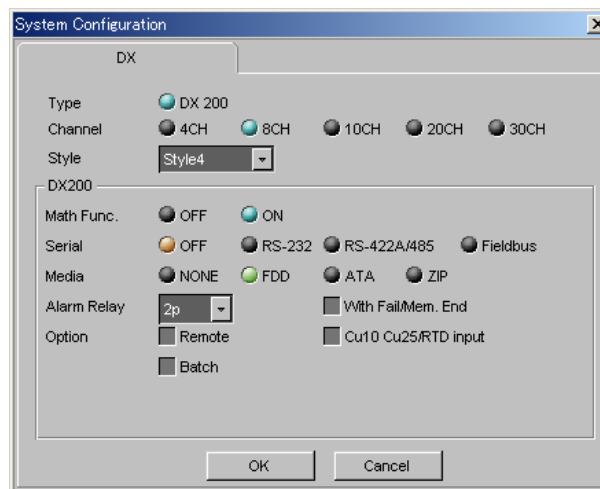 System Configuration
DX
Type DX 200
Channel 4CH 8CH 10CH 20CH 30CH
Style Style4
DX200
Math Func. OFF ON
Serial OFF RS-232 RS-422A/485 Fieldbus
Media NONE FDD ATA ZIP
Alarm Relay 2p With Fail/Mem. End
Option Remote Cu10 Cu25/RTD input
Batch
OK Cancel